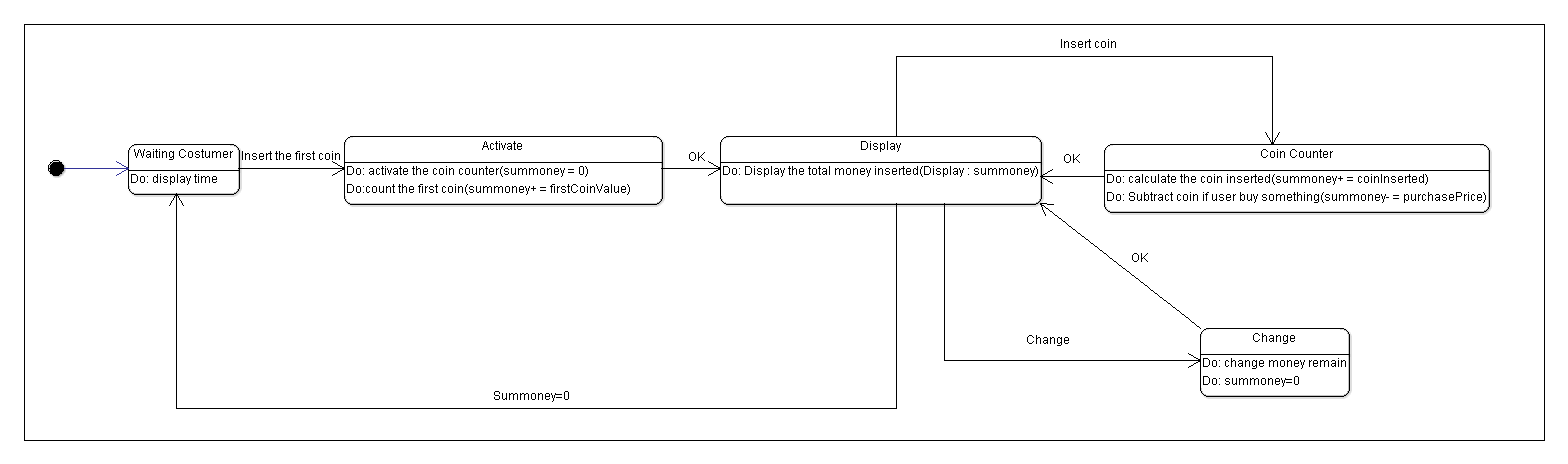 Insert coin
Waiting Costumer
Do: display time
Insert the first coin
Activate
Do: activate the coin counter(summoney = 0)
Do:count the first coin(summoney+ = firstCoinValue)
OK
Display
Do: Display the total money inserted(Display : summoney)
OK
Coin Counter
Do: calculate the coin inserted(summoney+ = coinInserted)
Do: Subtract coin if user buy something(summoney- = purchasePrice)
OK
Change
Change
Do: change money remain
Do: summoney=0
Summoney=0